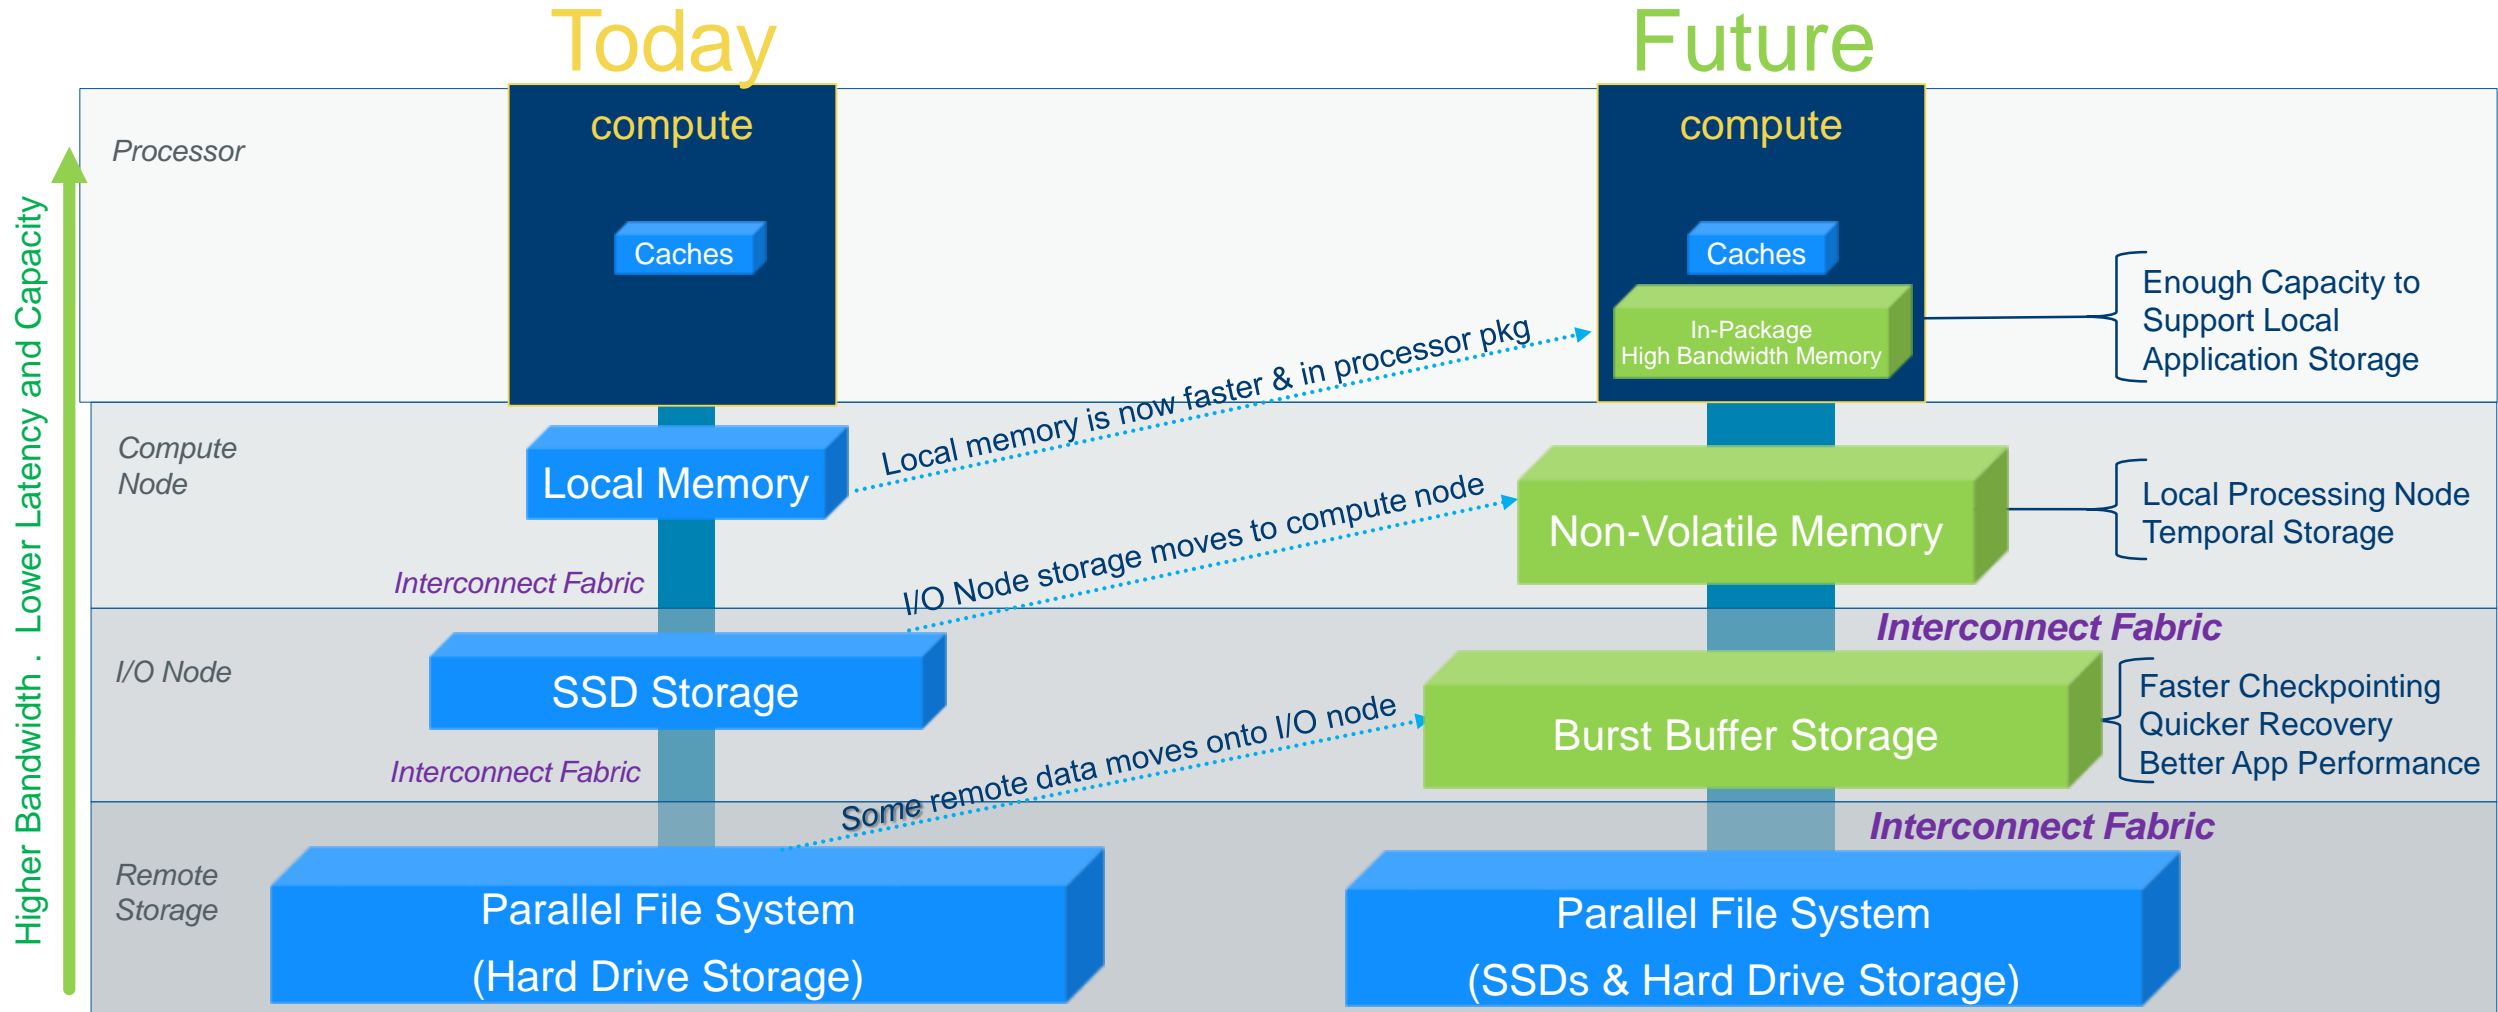 Today
Future
Higher Bandwidth . Lower Latency and Capacity
Processor
compute
Caches
compute
Caches
In-Package
High Bandwidth Memory
Enough Capacity to
Support Local
Application Storage
Local memory is now faster & in processor pkg
Compute
Node
Local Memory
Non-Volatile Memory
Local Processing Node
Temporal Storage
I/O Node storage moves to compute node
Interconnect Fabric
Interconnect Fabric
I/O Node
SSD Storage
Burst Buffer Storage
Faster Checkpointing
Quicker Recovery
Better App Performance
Some remote data moves onto I/O node
Interconnect Fabric
Interconnect Fabric
Remote
Storage
Parallel File System
(Hard Drive Storage)
Parallel File System
(SSDs & Hard Drive Storage)